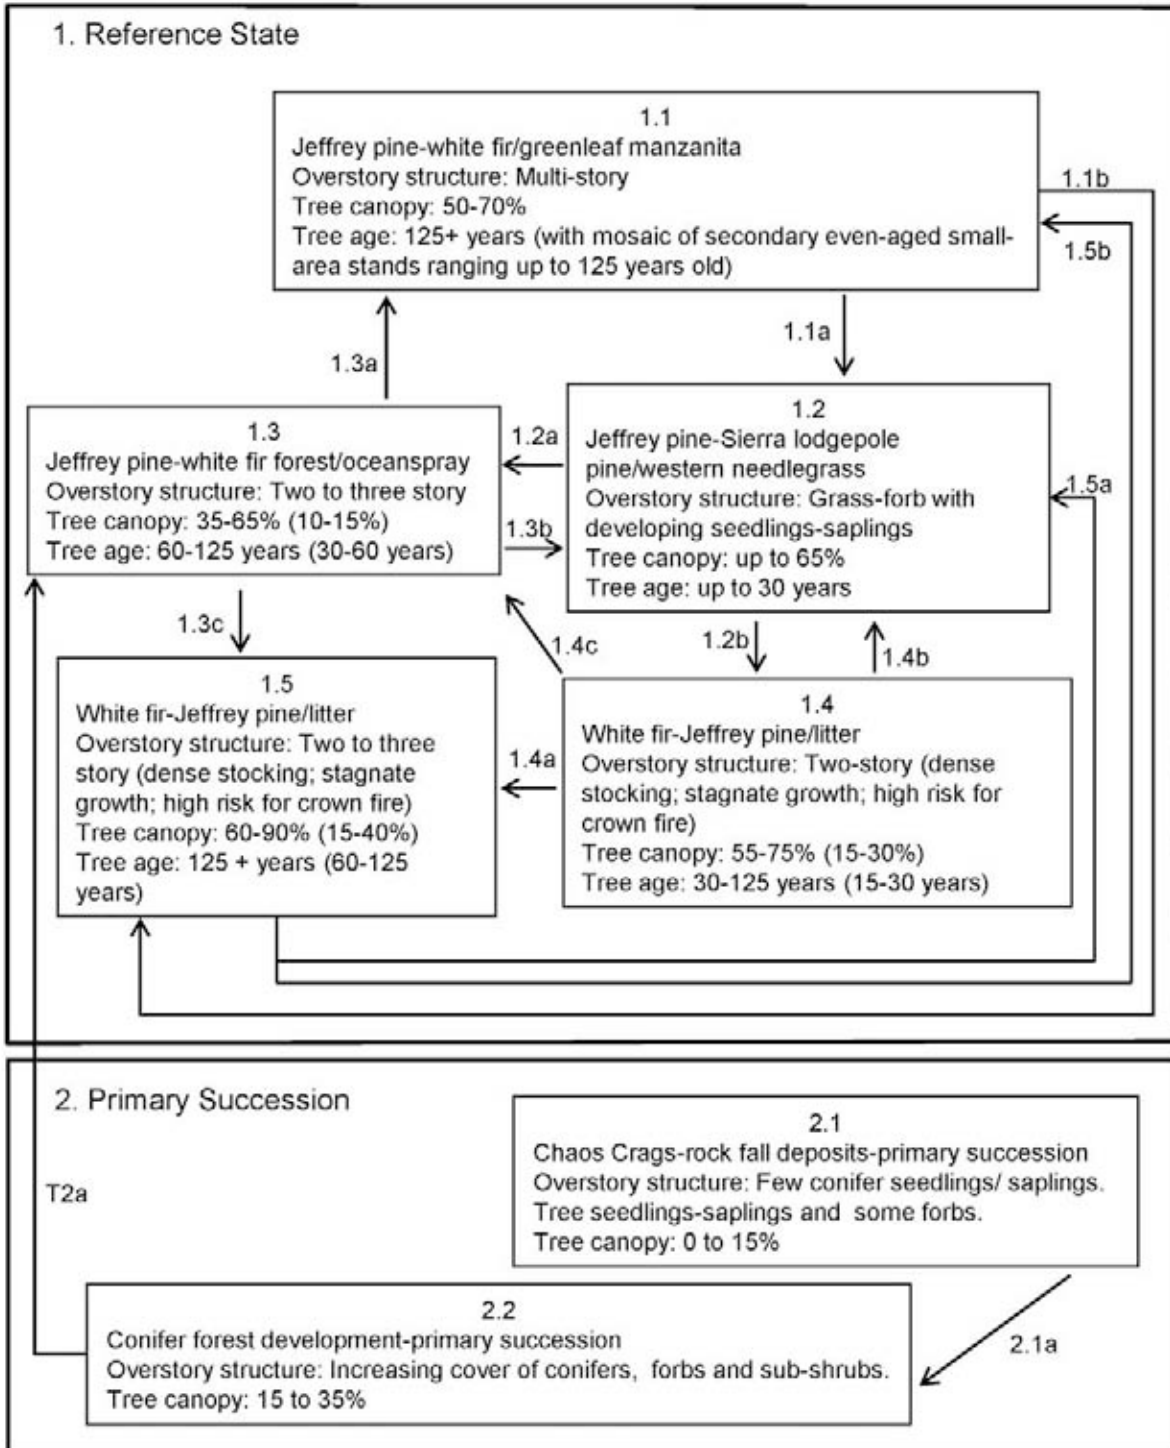 1. Reference State
1.1
Jeffrey pine-white fir/greenleaf manzanita
Overstory structure: Multi-story
Tree canopy: 50-70%
Tree age: 125+ years (with mosaic of secondary even-aged small-
area stands ranging up to 125 years old)
1.1b
1.5b
1.1a
1.3a
1.2
Jeffrey pine-Sierra lodgepole
pine/western needlegrass
Overstory structure: Grass-forb with
developing seedlings-saplings
Tree canopy: up to 65%
Tree age: up to 30 years
1.3
Jeffrey pine-white fir forest/oceanspray
Overstory structure: Two to three story
Tree canopy: 35-65% (10-15%)
Tree age: 60-125 years (30-60 years)
1.2a
1.3b
1.5a
1.3c
1.4c
1.2b
1.4b
1.5
White fir-Jeffrey pine/litter
Overstory structure: Two to three
story (dense stocking; stagnate
growth; high risk for crown fire)
Tree canopy: 60-90% (15-40%)
Tree age: 125 + years (60-125
years)
1.4a
1.4
White fir-Jeffrey pine/litter
Overstory structure: Two-story (dense
stocking; stagnate growth; high risk for
crown fire)
Tree canopy: 55-75% (15-30%)
Tree age: 30-125 years (15-30 years)
2. Primary Succession
2.1
Chaos Crags-rock fall deposits-primary succession
Overstory structure: Few conifer seedlings/ saplings.
Tree seedlings-saplings and some forbs.
Tree canopy: 0 to 15%
T2a
2.1a
2.2
Conifer forest development-primary succession
Overstory structure: Increasing cover of conifers, forbs and sub-shrubs.
Tree canopy: 15 to 35%